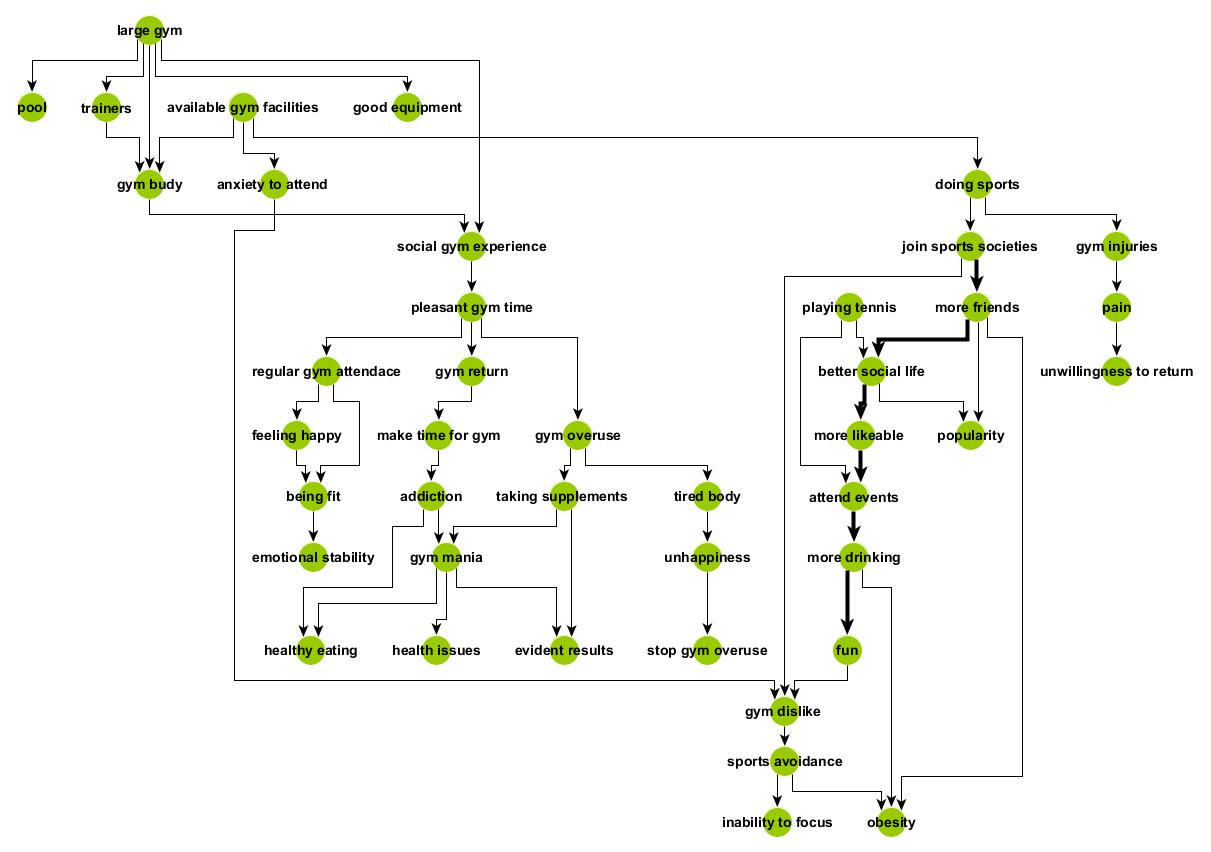 large gym
pool
trainers
available gym facilities
good equipment
gym budy
anxiety to attend
doing sports
social gym experience
join sports societies
gym injuries
pleasant gym time
playing tennis
more friends
pain
regular gym attendace
gym return
better social life
unwillingness to return
feeling happy
make time for gym
gym overuse
more likeable
popularity
being fit
addiction
taking supplements
tired body
attend events
emotional stability
gym mania
unhappiness
more drinking
healthy eating
health issues
evident results
stop gym overuse
fun
gym dislike
sports avoidance
inability to focus
obesity